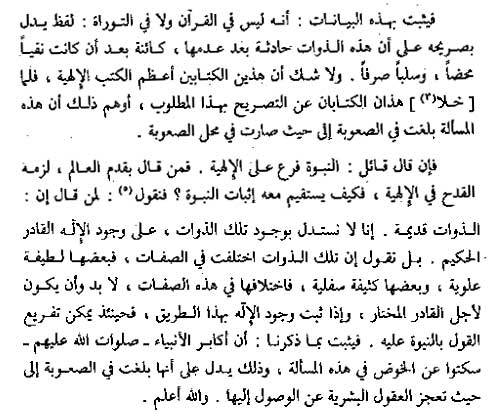 فيثبت بهذه البيانات : أنه ليس في القرآن ولا في التوراة : لفظ يدل
بصريحه على أن هذه الذوات حادثة بغد عدمها ، كائنة بعد أن كانت نفياً
محضاً ، وسلباً صرفاً . ولا شك أن هذين الكتابين أعظم الكتب الإلهية ، فلما
[ خلا(٣) ] هذان الكتابان عن التصريح بهذا المطلوب ، أوهم ذلك أن هذه
المسألة بلغت في الصعوبة إلى حيث صارت في محل الصعوبة .
فإن قال قائل : النبوة فرع على الإلهية . فمن قال بقدم العالم ، لزمه
القدح في الإلهية ، فكيف يستقيم معه إثبات النبوة ؟ فنقول(٥) : لمن قال إن :
الذوات قديمة . إنا لا نستدل بوجود تلك الذوات ، على وجود الإلّه القادر
الحكيم . بل تقول إن تلك الذوات اختلفت في الصفات ، فبعضها لطيفة
علوية ، وبعضها كثيفة سفلية ، فاختلافها في هذه الصفات ، لا بد وأن يكون
لأجل القادر المختار ، وإذا ثبت وجود الإلّه بهذا الطريق ، فحينئذ يمكن تفريع
القول بالنبوة عليه . فيثبت بما ذكرنا : أن أكابر الأنبياء ـ صلوات الله عليهم ـ
سكتوا عن الخوض في هذه المسألة ، وذلك يدل على أنها بلغت في الصعوبة إلى
حيث تعجز العقول البشرية عن الوصول إليها . والله أعلم .